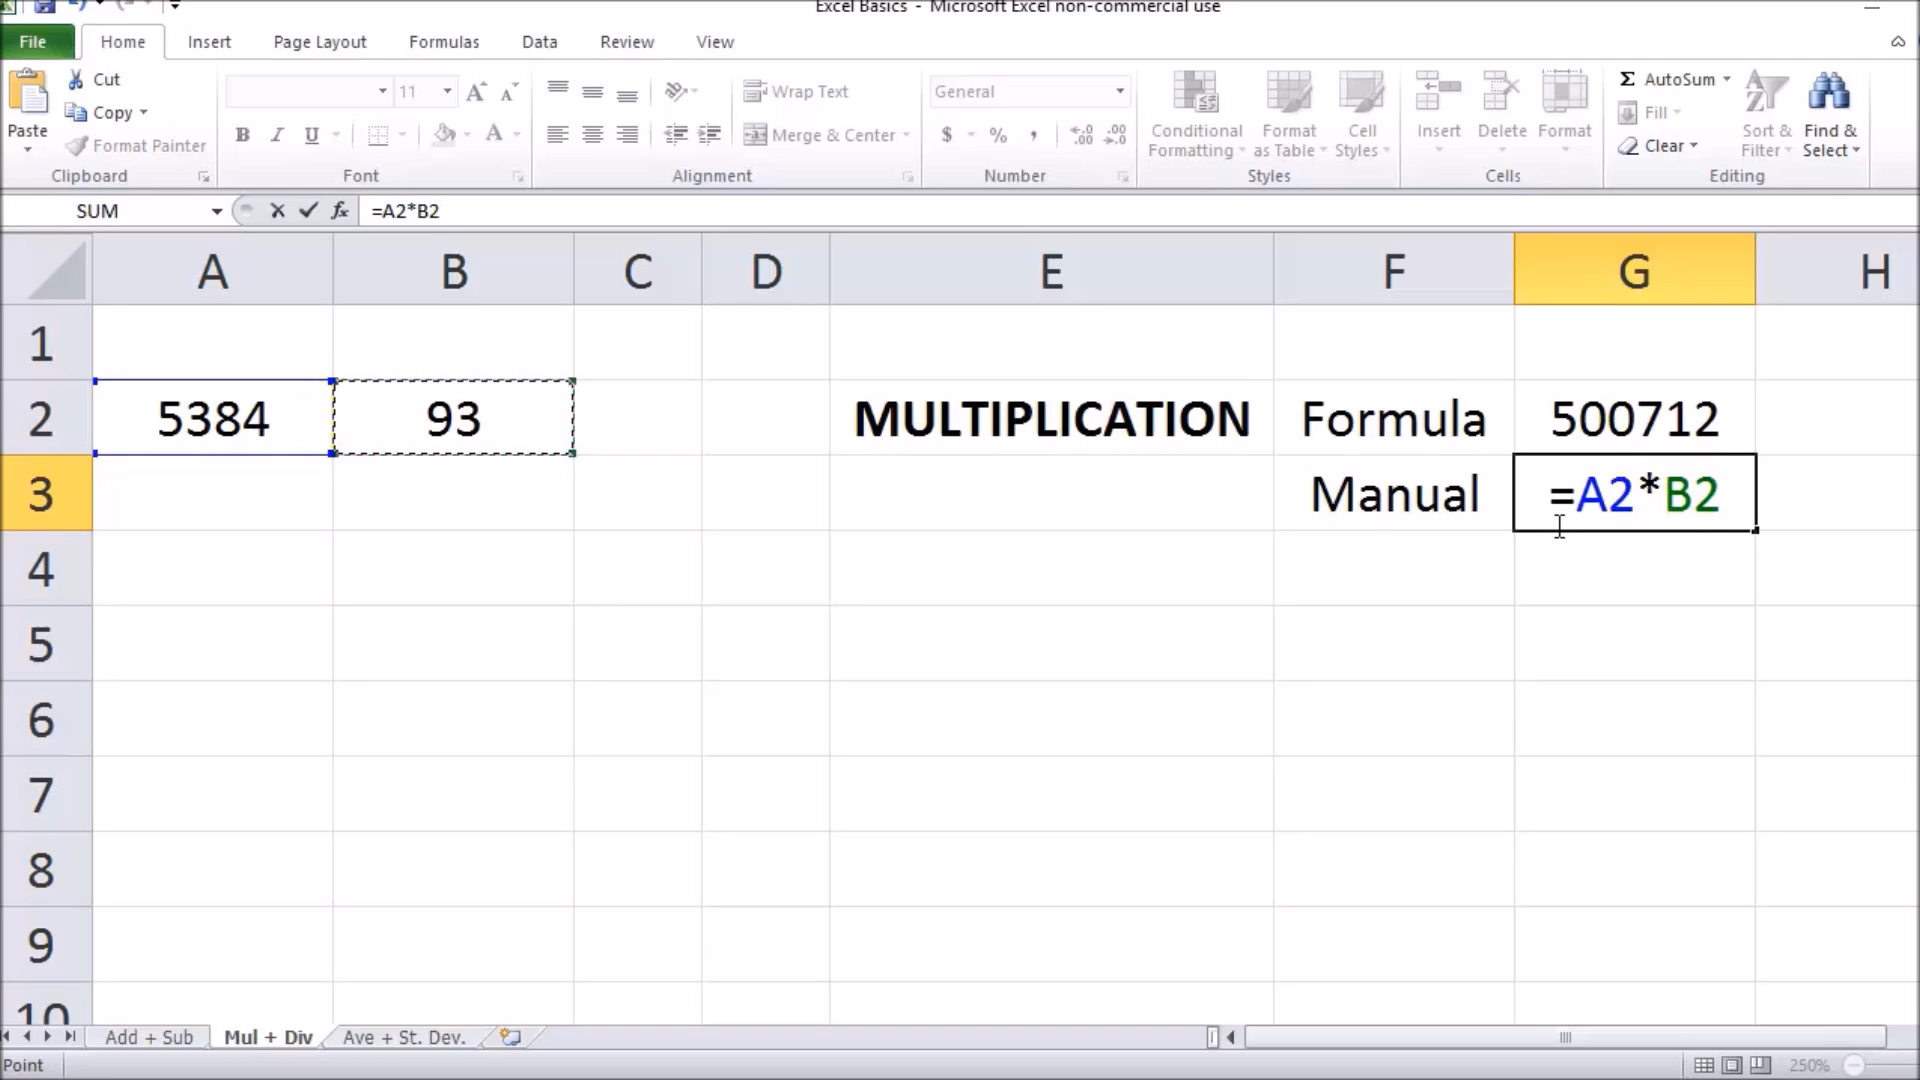 Excel Basics - Microsoft Excel non-commercial use
File Home Insert Page Layout Formulas Data Review View
Paste
Cut
Copy
Format Painter
Clipboard
11 A A
B I U A
Font
Wrap Text
Merge & Center
Alignment
General
$ % ,
Number
Conditional Formatting
Format as Table
Cell Styles
Styles
Insert Delete Format
Cells
Σ AutoSum
Fill
Clear
Sort & Filter
Find & Select
Editing
SUM fx =A2*B2
A B C D E F G H
1
2 5384 93 MULTIPLICATION Formula 500712
3 Manual =A2*B2
4
5
6
7
8
9
10
Add + Sub Mul + Div Ave + St. Dev.
Point 250%